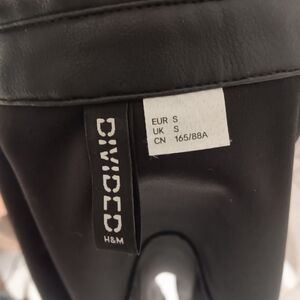 DIVIDED
H&M
EUR S
UK S
CN 165/88A